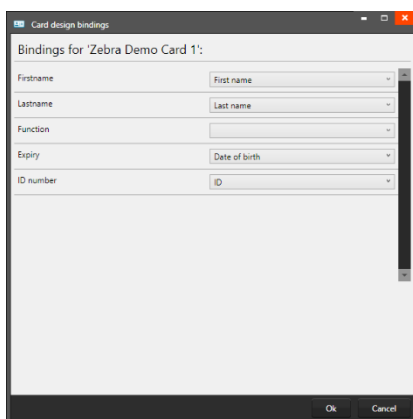 Card design bindings
Bindings for 'Zebra Demo Card 1':
Firstname First name
Lastname Last name
Function
Expiry Date of birth
ID number ID
Ok Cancel